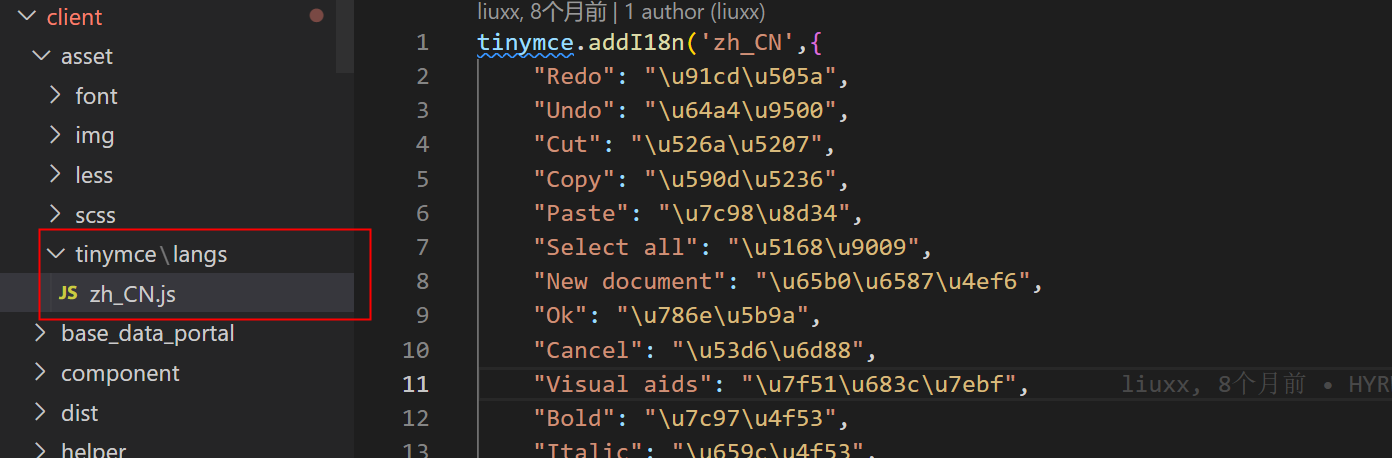 client
asset
font
img
less
scss
tinymce\langs
JS zh_CN.js
base_data_portal
component
dist
helper
liuxx, 8个月前 | 1 author (liuxx)
1 tinymce.addI18n('zh_CN',{
2 "Redo": "\u91cd\u505a",
3 "Undo": "\u64a4\u9500",
4 "Cut": "\u526a\u5207",
5 "Copy": "\u590d\u5236",
6 "Paste": "\u7c98\u8d34",
7 "Select all": "\u5168\u9009",
8 "New document": "\u65b0\u6587\u4ef6",
9 "Ok": "\u786e\u5b9a",
10 "Cancel": "\u53d6\u6d88",
11 "Visual aids": "\u7f51\u683c\u7ebf", liuxx, 8个月前 • HYR
12 "Bold": "\u7c97\u4f53",
13 "Italic": "\u659c\u4f53",